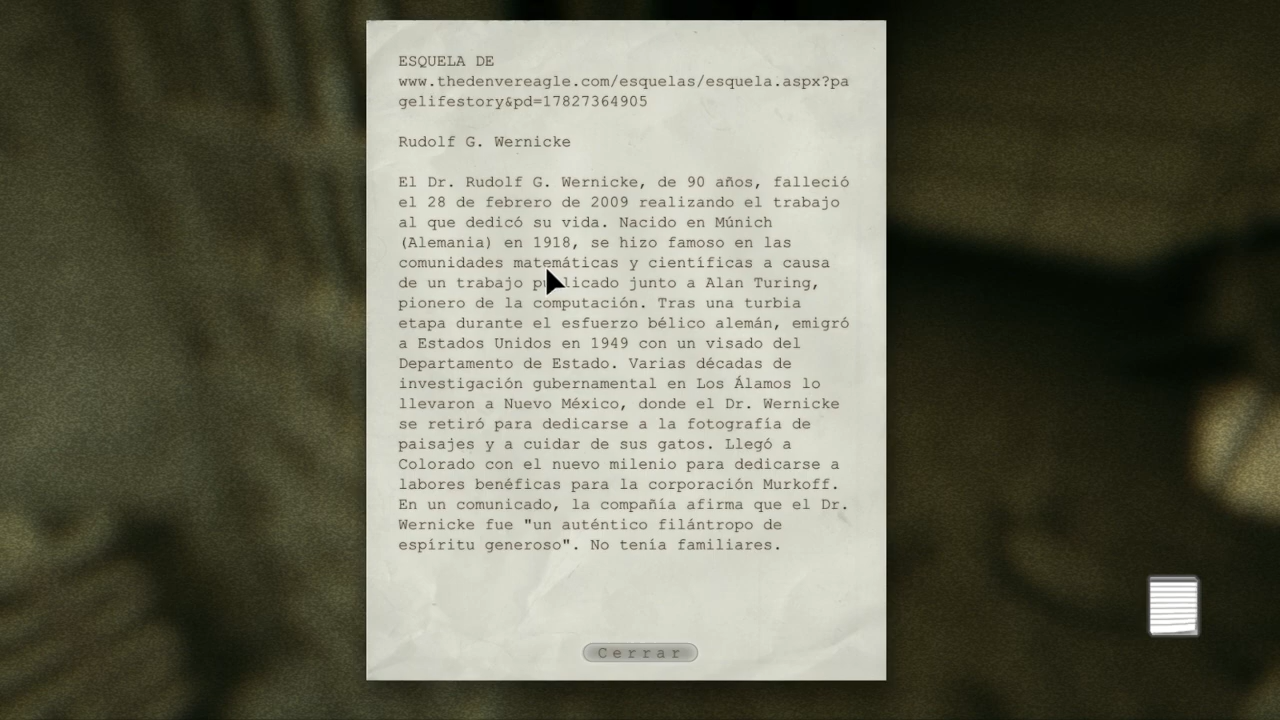 ESQUELA DE
www.thedenvereagle.com/esquelas/esquela.aspx?pa
gelifestory&pd=17827364905
Rudolf G. Wernicke
El Dr. Rudolf G. Wernicke, de 90 años, falleció
el 28 de febrero de 2009 realizando el trabajo
al que dedicó su vida. Nacido en Múnich
(Alemania) en 1918, se hizo famoso en las
comunidades matemáticas y científicas a causa
de un trabajo publicado junto a Alan Turing,
pionero de la computación. Tras una turbia
etapa durante el esfuerzo bélico alemán, emigró
a Estados Unidos en 1949 con un visado del
Departamento de Estado. Varias décadas de
investigación gubernamental en Los Álamos lo
llevaron a Nuevo México, donde el Dr. Wernicke
se retiró para dedicarse a la fotografía de
paisajes y a cuidar de sus gatos. Llegó a
Colorado con el nuevo milenio para dedicarse a
labores benéficas para la corporación Murkoff.
En un comunicado, la compañía afirma que el Dr.
Wernicke fue "un auténtico filántropo de
espíritu generoso". No tenía familiares.
Cerrar